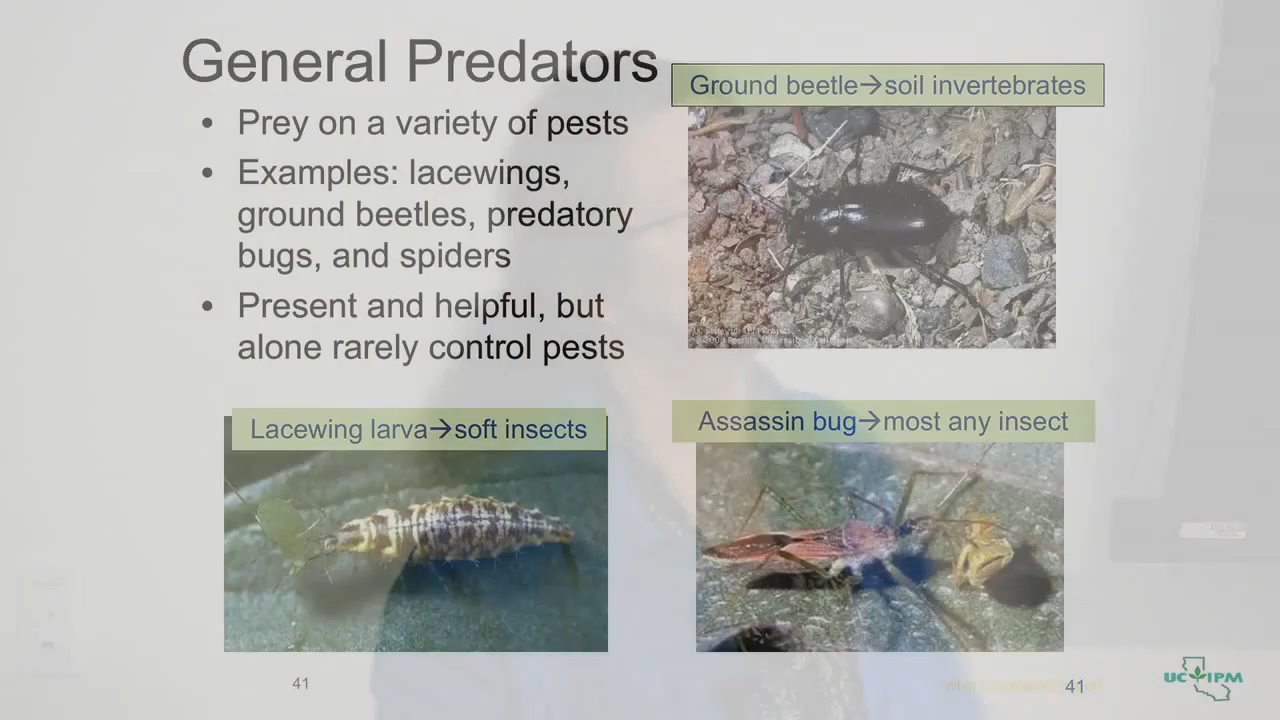 General Predators
• Prey on a variety of pests
• Examples: lacewings,
ground beetles, predatory
bugs, and spiders
• Present and helpful, but
alone rarely control pests
Ground beetle→soil invertebrates
Lacewing larva→soft insects
Assassin bug→most any insect
41
41
UC IPM